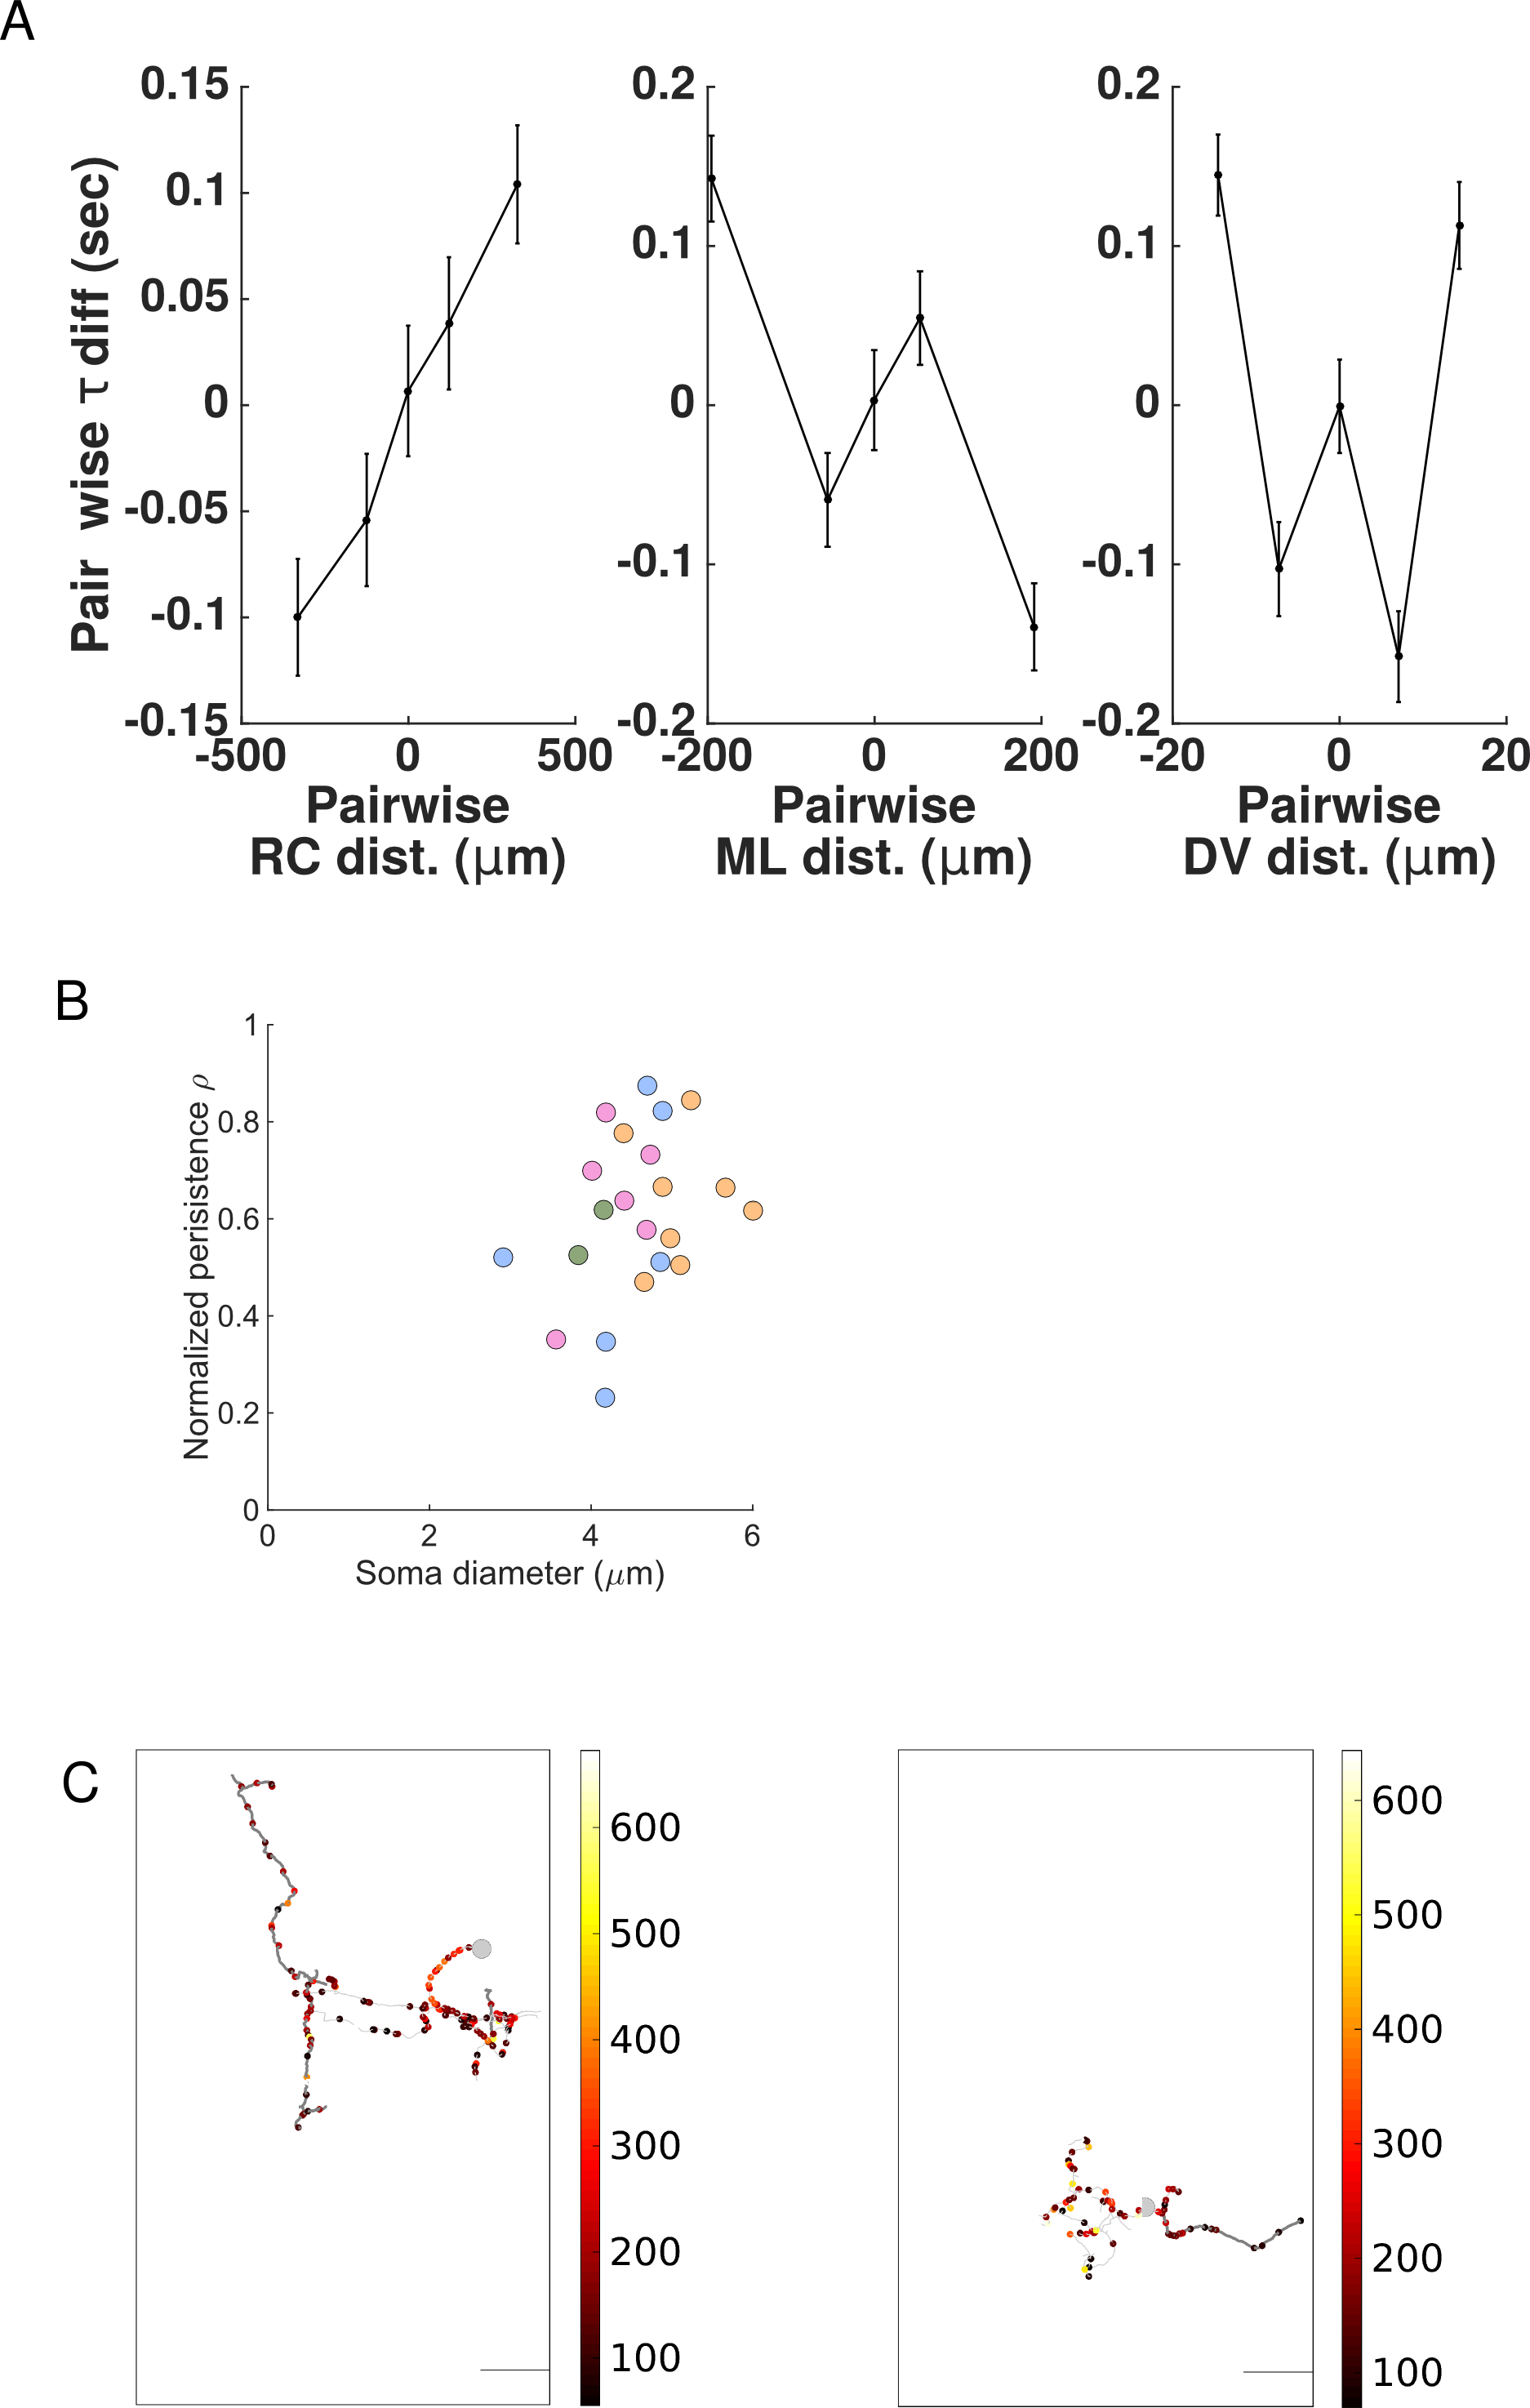 A
0.15
0.1
0.05
0
-0.05
-0.1
-0.15
Pair wise τ diff (sec)
-500 0 500
Pairwise
RC dist. (μm)
0.2
0.1
0
-0.1
-0.2
-200 0 200
Pairwise
ML dist. (μm)
0.2
0.1
0
-0.1
-0.2
-20 0 20
Pairwise
DV dist. (μm)
B
1
0.8
0.6
0.4
0.2
0
Normalized perisistence ρ
0 2 4 6
Soma diameter (μm)
C
600
500
400
300
200
100
600
500
400
300
200
100